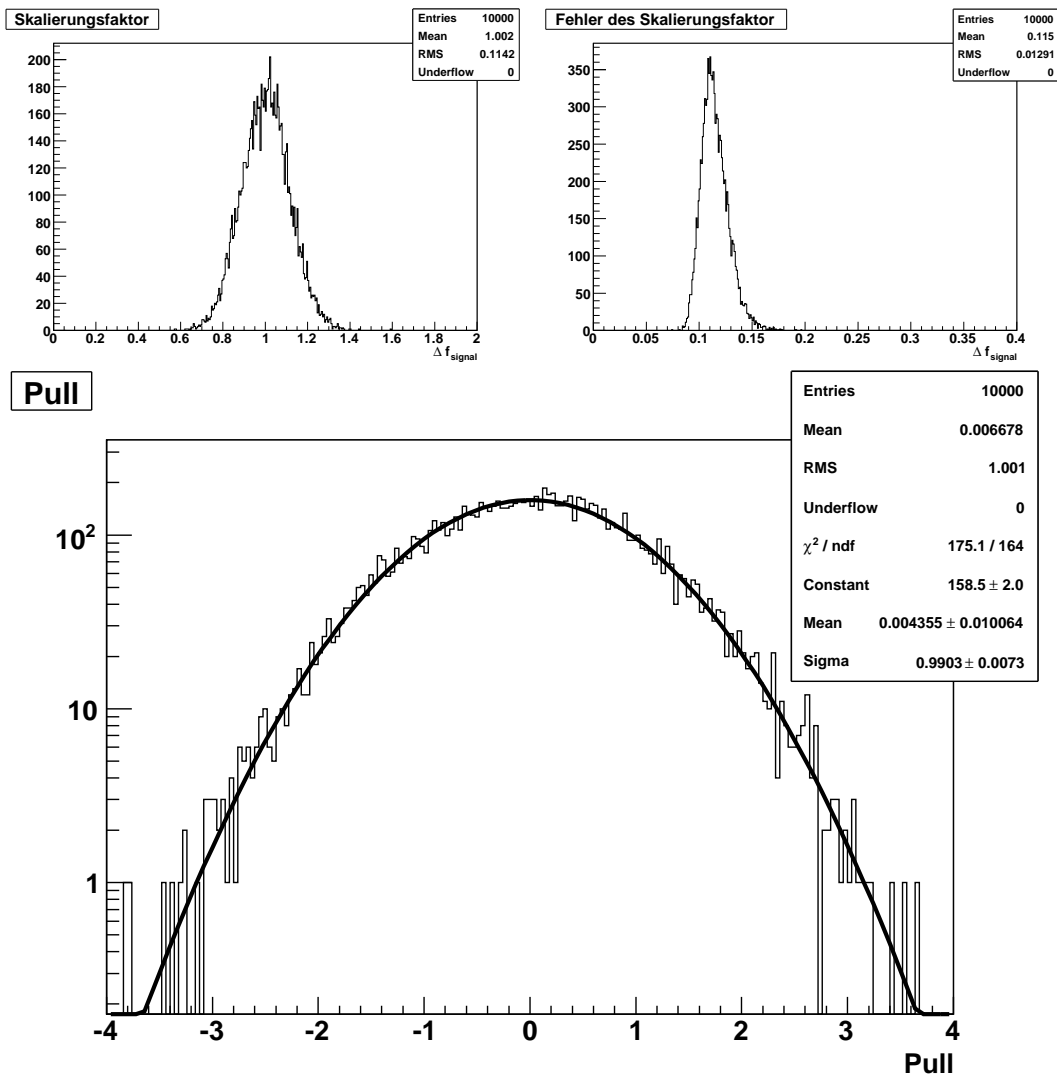 Skalierungsfaktor
Entries 10000
Mean 1.002
RMS 0.1142
Underflow 0
200
180
160
140
120
100
80
60
40
20
0
0 0.2 0.4 0.6 0.8 1 1.2 1.4 1.6 1.8 2
Δ f signal
Fehler des Skalierungsfaktor
Entries 10000
Mean 0.115
RMS 0.01291
Underflow 0
350
300
250
200
150
100
50
0
0 0.05 0.1 0.15 0.2 0.25 0.3 0.35 0.4
Δ f signal
Pull
Entries 10000
Mean 0.006678
RMS 1.001
Underflow 0
χ² / ndf 175.1 / 164
Constant 158.5 ± 2.0
Mean 0.004355 ± 0.010064
Sigma 0.9903 ± 0.0073
10²
10
1
-4 -3 -2 -1 0 1 2 3 4
Pull